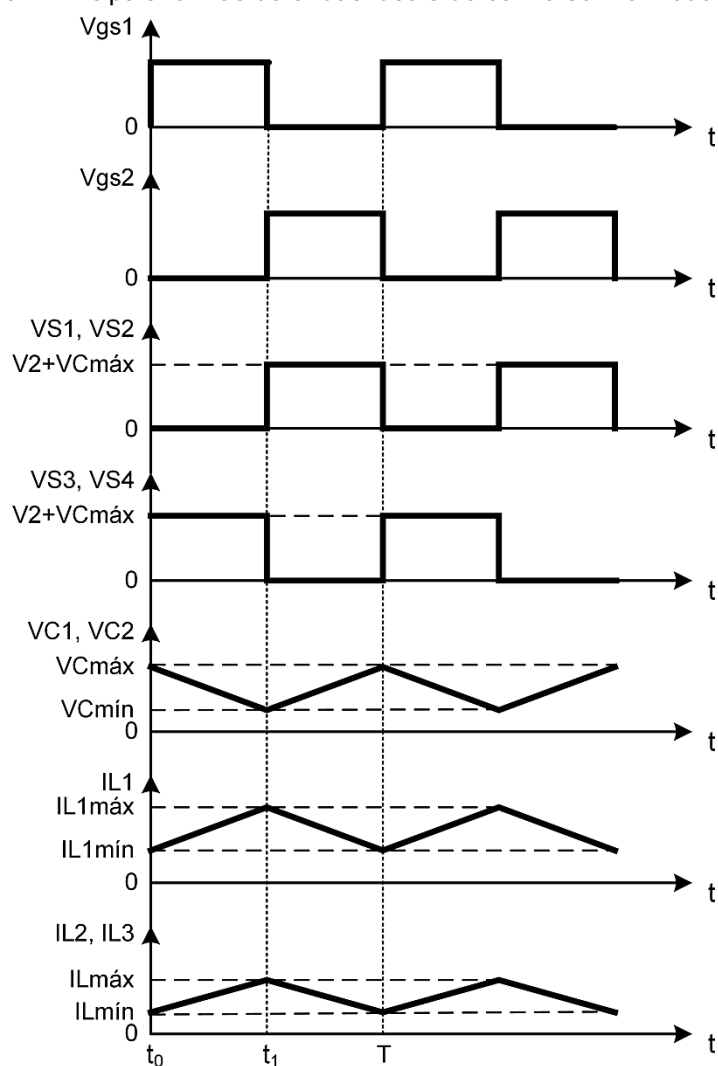 Vgs1
0
t
Vgs2
0
t
VS1, VS2
V2+VCmáx
0
t
VS3, VS4
V2+VCmáx
0
t
VC1, VC2
VCmáx
VCmín
0
t
IL1
IL1máx
IL1mín
0
t
IL2, IL3
ILmáx
ILmín
0
t
t₀ t₁ T